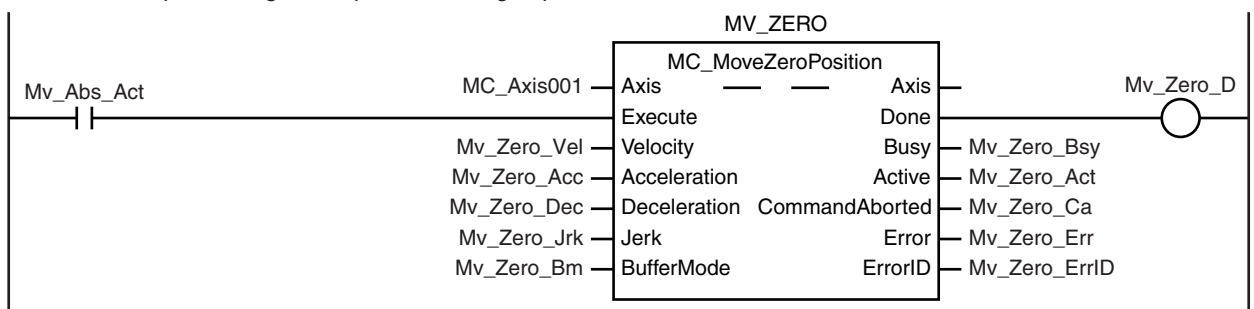 MV_ZERO
MC_MoveZeroPosition
Mv_Abs_Act
MC_Axis001 Axis Axis Mv_Zero_D
Execute Done
Mv_Zero_Vel Velocity Busy Mv_Zero_Bsy
Mv_Zero_Acc Acceleration Active Mv_Zero_Act
Mv_Zero_Dec Deceleration CommandAborted Mv_Zero_Ca
Mv_Zero_Jrk Jerk Error Mv_Zero_Err
Mv_Zero_Bm BufferMode ErrorID Mv_Zero_ErrID